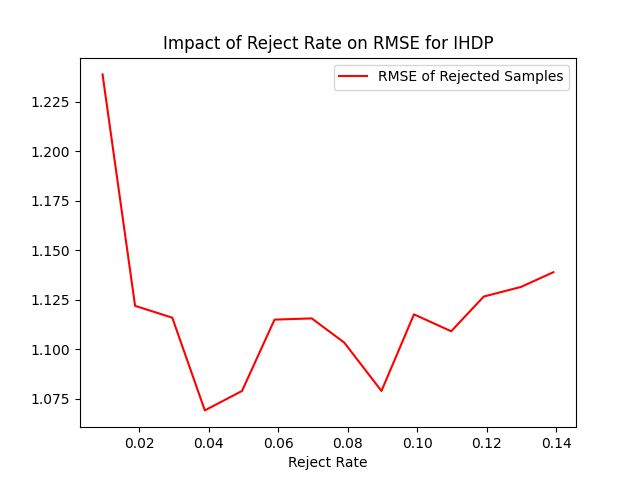 Impact of Reject Rate on RMSE for IHDP
RMSE of Rejected Samples
1.225
1.200
1.175
1.150
1.125
1.100
1.075
0.02 0.04 0.06 0.08 0.10 0.12 0.14
Reject Rate